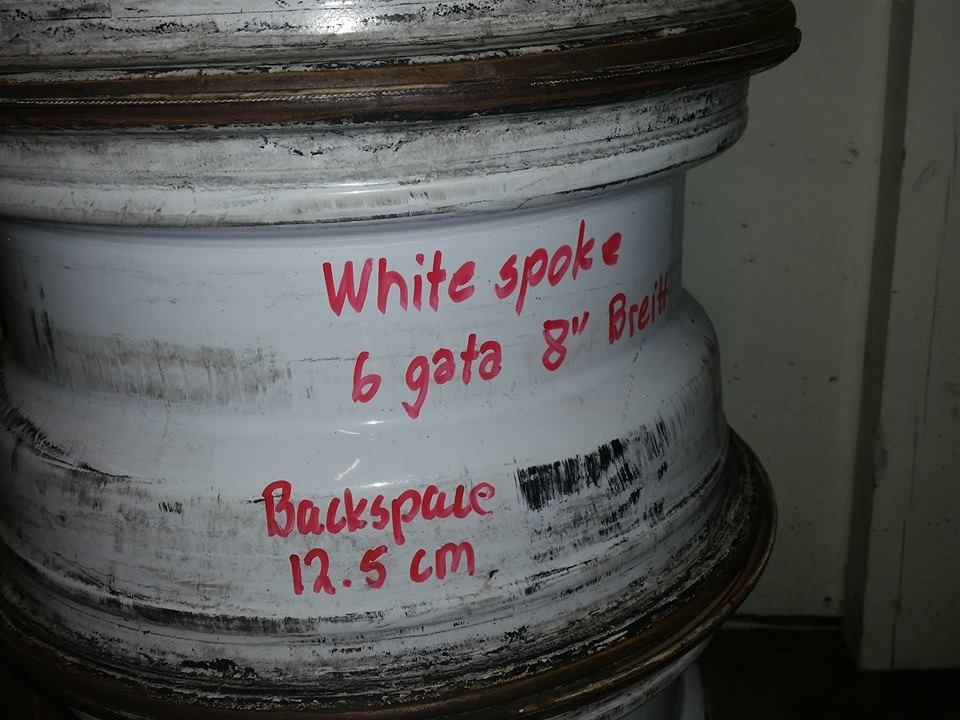 White spoke
6 gata 8" Breitt
Backspace
12.5 cm